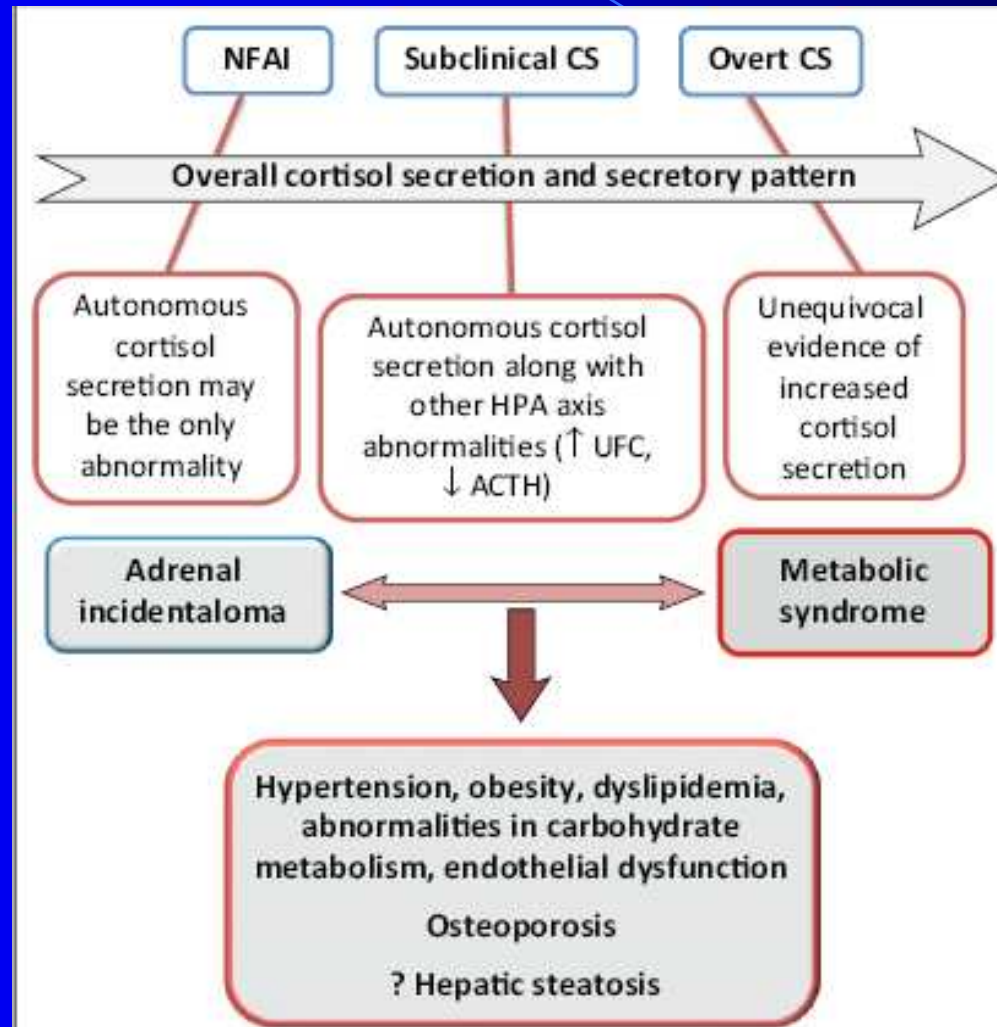 NFAI
Subclinical CS
Overt CS
Overall cortisol secretion and secretory pattern
Autonomous
cortisol
secretion may
be the only
abnormality
Autonomous cortisol
secretion along with
other HPA axis
abnormalities (↑ UFC,
↓ ACTH)
Unequivocal
evidence of
increased
cortisol
secretion
Adrenal
incidentaloma
Metabolic
syndrome
Hypertension, obesity, dyslipidemia,
abnormalities in carbohydrate
metabolism, endothelial dysfunction
Osteoporosis
? Hepatic steatosis